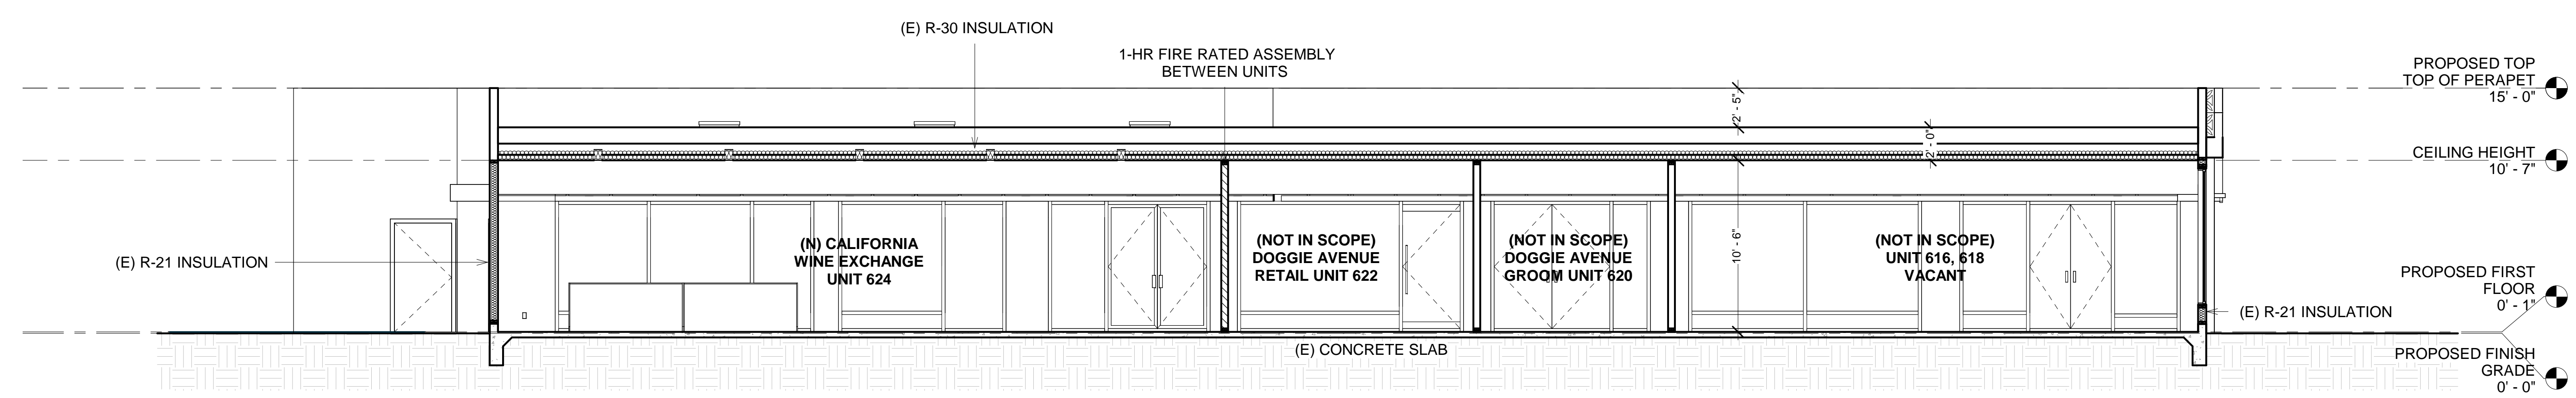 (E) R-30 INSULATION
1-HR FIRE RATED ASSEMBLY
BETWEEN UNITS
PROPOSED TOP
TOP OF PERAPET
15' - 0"
2' - 5"
2' - 0"
CEILING HEIGHT
10' - 7"
10' - 6"
(E) R-21 INSULATION
(N) CALIFORNIA
WINE EXCHANGE
UNIT 624
(NOT IN SCOPE)
DOGGIE AVENUE
RETAIL UNIT 622
(NOT IN SCOPE)
DOGGIE AVENUE
GROOM UNIT 620
(NOT IN SCOPE)
UNIT 616, 618
VACANT
PROPOSED FIRST
FLOOR
0' - 1"
(E) R-21 INSULATION
(E) CONCRETE SLAB
PROPOSED FINISH
GRADE
0' - 0"